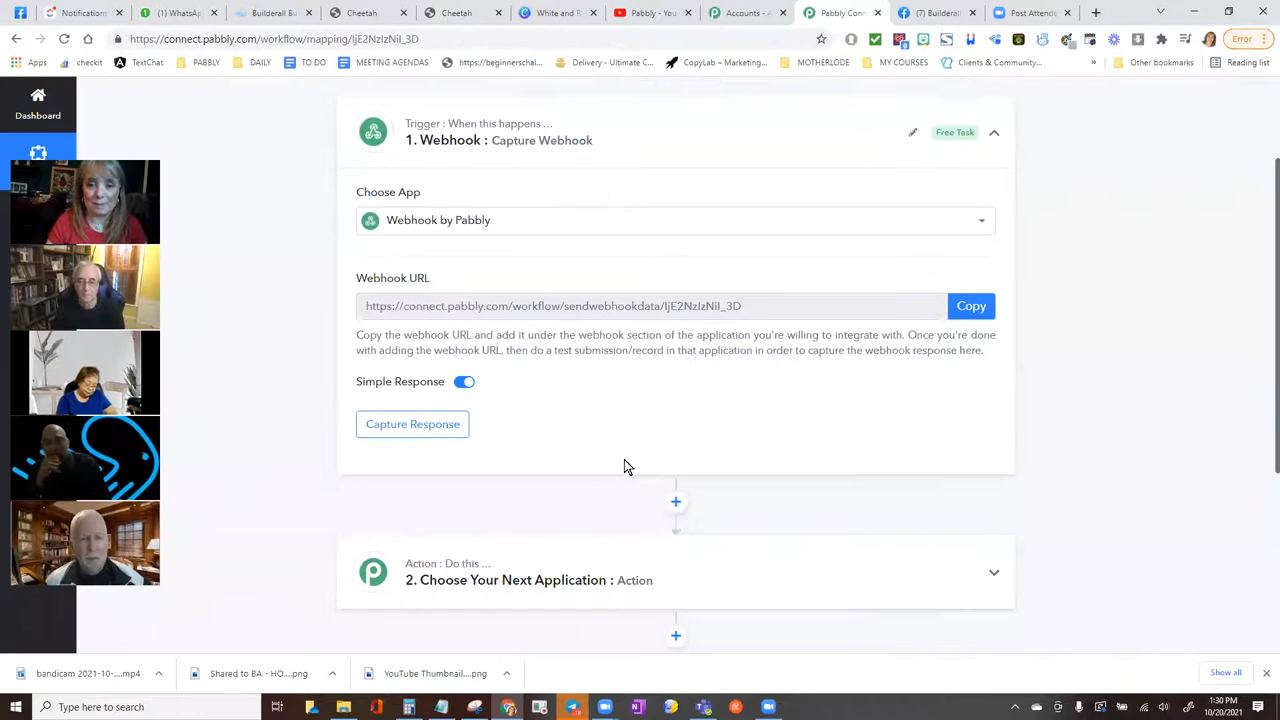 (1) WhatsA
Builderall Bu
Cheetah
Cheetah
White and R
Pabbly - You
Accounts - A
Pabbly Conn
(7) Builderall
Post Attende
https://connect.pabbly.com/workflow/mapping/IjE2NzIzNiI_3D
Error
Apps
checkit
TextChat
PABBLY
DAILY
TO DO
MEETING AGENDAS
https://beginnerschal...
Delivery - Ultimate C...
CopyLab – Marketing...
MOTHERLODE
MY COURSES
Clients & Community...
Other bookmarks
Reading list
Dashboard
Trigger : When this happens ...
1. Webhook : Capture Webhook
Free Task
Choose App
Webhook by Pabbly
Webhook URL
https://connect.pabbly.com/workflow/sendwebhookdata/IjE2NzIzNiI_3D
Copy
Copy the webhook URL and add it under the webhook section of the application you're willing to integrate with. Once you're done
with adding the webhook URL, then do a test submission/record in that application in order to capture the webhook response here.
Simple Response
Capture Response
Action : Do this ...
2. Choose Your Next Application : Action
bandicam 2021-10-....mp4
Shared to BA - HO....png
YouTube Thumbnail....png
Show all
Type here to search
1:30 PM
10/20/2021